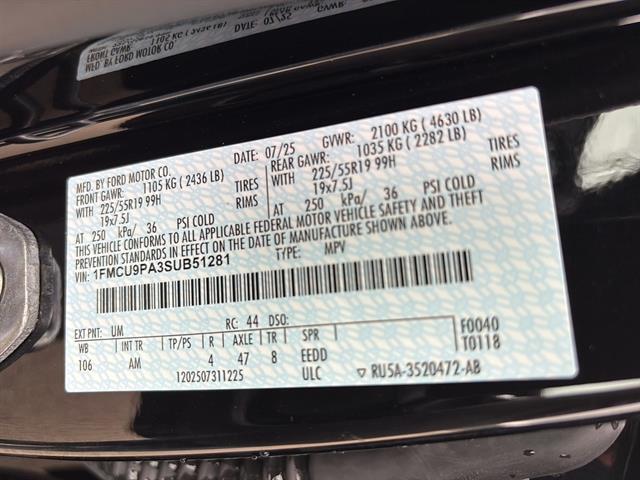 MFD. BY FORD MOTOR CO.
DATE: 07/25 GVWR: 2100 KG ( 4630 LB)
FRONT GAWR: 1105 KG ( 2436 LB) REAR GAWR: 1035 KG ( 2282 LB)
WITH 225/55R19 99H TIRES WITH 225/55R19 99H TIRES
19x7.5J RIMS 19x7.5J RIMS
AT 250 kPa/ 36 PSI COLD AT 250 kPa/ 36 PSI COLD
THIS VEHICLE CONFORMS TO ALL APPLICABLE FEDERAL MOTOR VEHICLE SAFETY AND THEFT
PREVENTION STANDARDS IN EFFECT ON THE DATE OF MANUFACTURE SHOWN ABOVE.
VIN: 1FMCU9PA3SUB51281 TYPE: MPV
EXT PNT: UM RC: 44 DSO: F0040
WB INT TR TP/PS R AXLE TR SPR T0118
106 AM 4 47 8 EEDD
1202507311225 ULC ▽ RU5A-3520472-AB